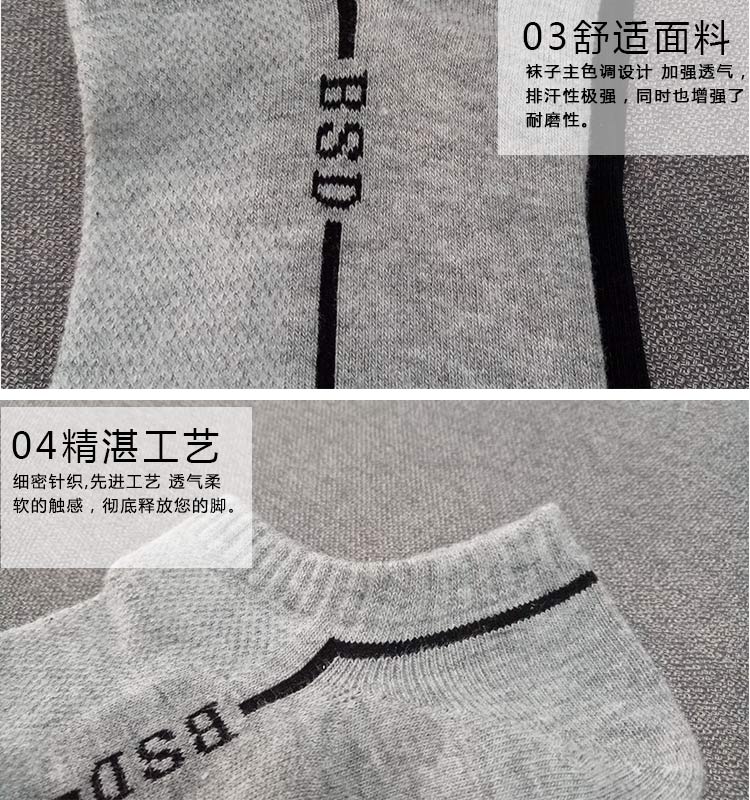 BSD
03舒适面料
袜子主色调设计 加强透气，
排汗性极强，同时也增强了
耐磨性。
04精湛工艺
细密针织,先进工艺 透气柔
软的触感，彻底释放您的脚。
BSD